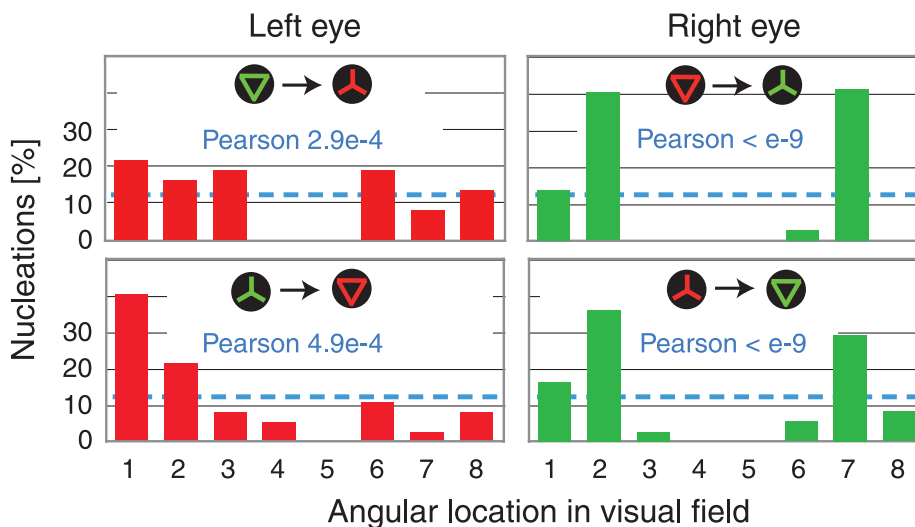 Left eye
Right eye
Nucleations [%]
30
20
10
0
Pearson 2.9e-4
Pearson < e-9
30
20
10
0
Pearson 4.9e-4
Pearson < e-9
1 2 3 4 5 6 7 8
1 2 3 4 5 6 7 8
Angular location in visual field